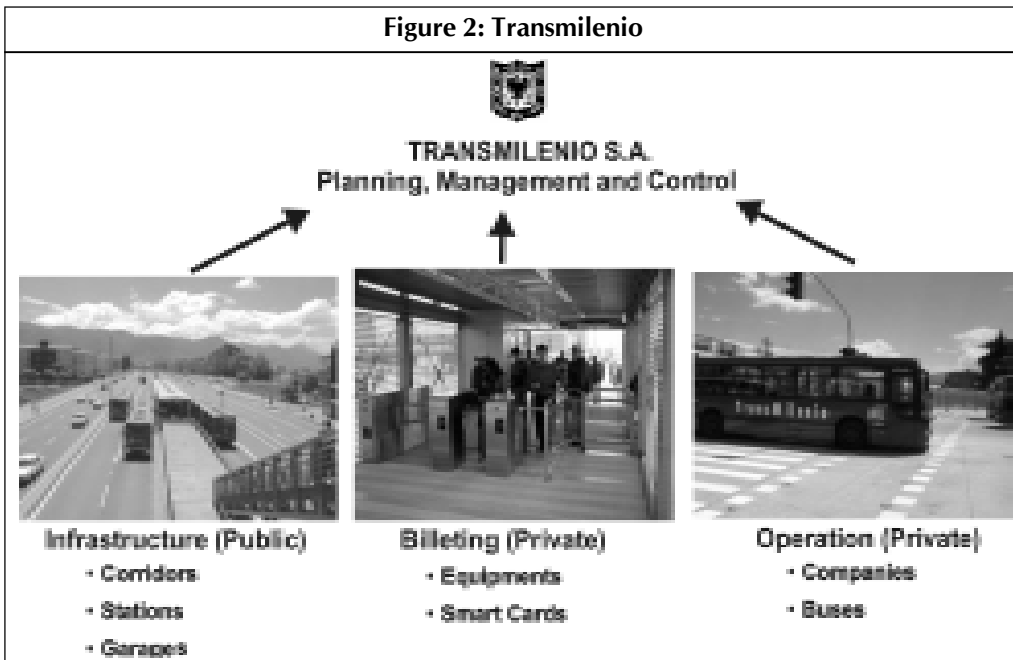 Figure 2: Transmilenio
TRANSMILENIO S.A.
Planning, Management and Control
Infrastructure (Public)
• Corridors
• Stations
• Garages
Billeting (Private)
• Equipments
• Smart Cards
Operation (Private)
• Companies
• Buses